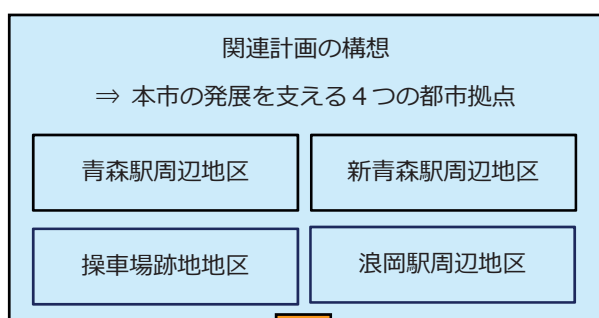 関連計画の構想
⇒ 本市の発展を支える４つの都市拠点
青森駅周辺地区
新青森駅周辺地区
操車場跡地地区
浪岡駅周辺地区